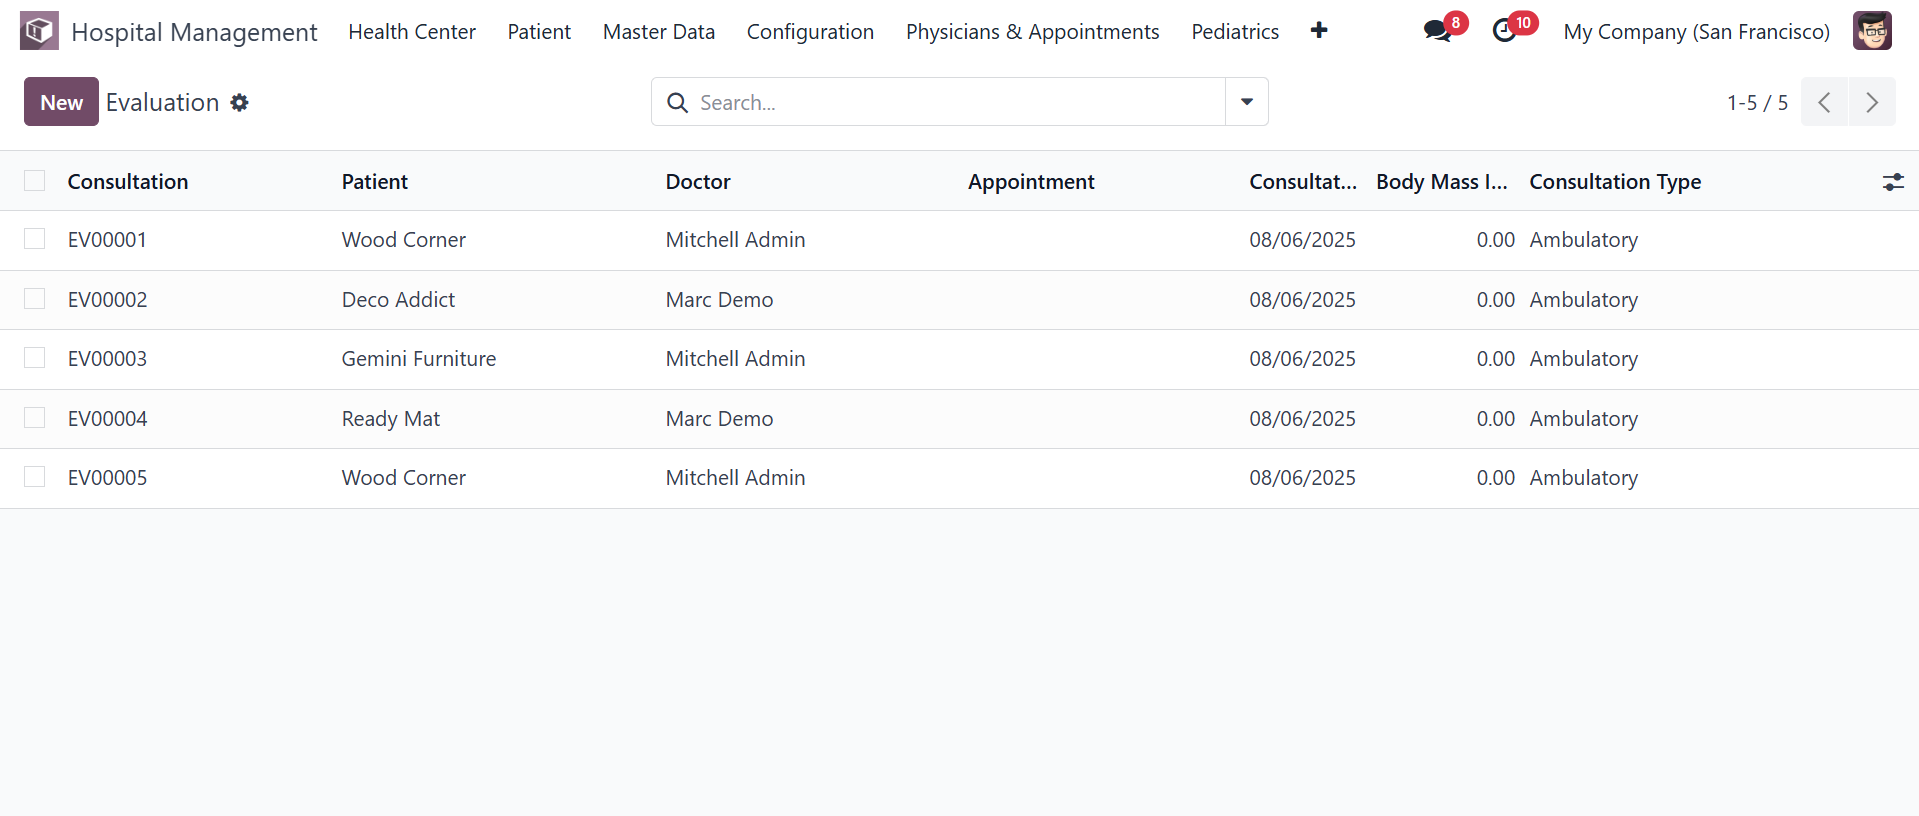 Hospital Management Health Center Patient Master Data Configuration Physicians & Appointments Pediatrics 8 10 My Company (San Francisco)
New Evaluation Search... 1-5 / 5
Consultation Patient Doctor Appointment Consultat... Body Mass I... Consultation Type
EV00001 Wood Corner Mitchell Admin 08/06/2025 0.00 Ambulatory
EV00002 Deco Addict Marc Demo 08/06/2025 0.00 Ambulatory
EV00003 Gemini Furniture Mitchell Admin 08/06/2025 0.00 Ambulatory
EV00004 Ready Mat Marc Demo 08/06/2025 0.00 Ambulatory
EV00005 Wood Corner Mitchell Admin 08/06/2025 0.00 Ambulatory